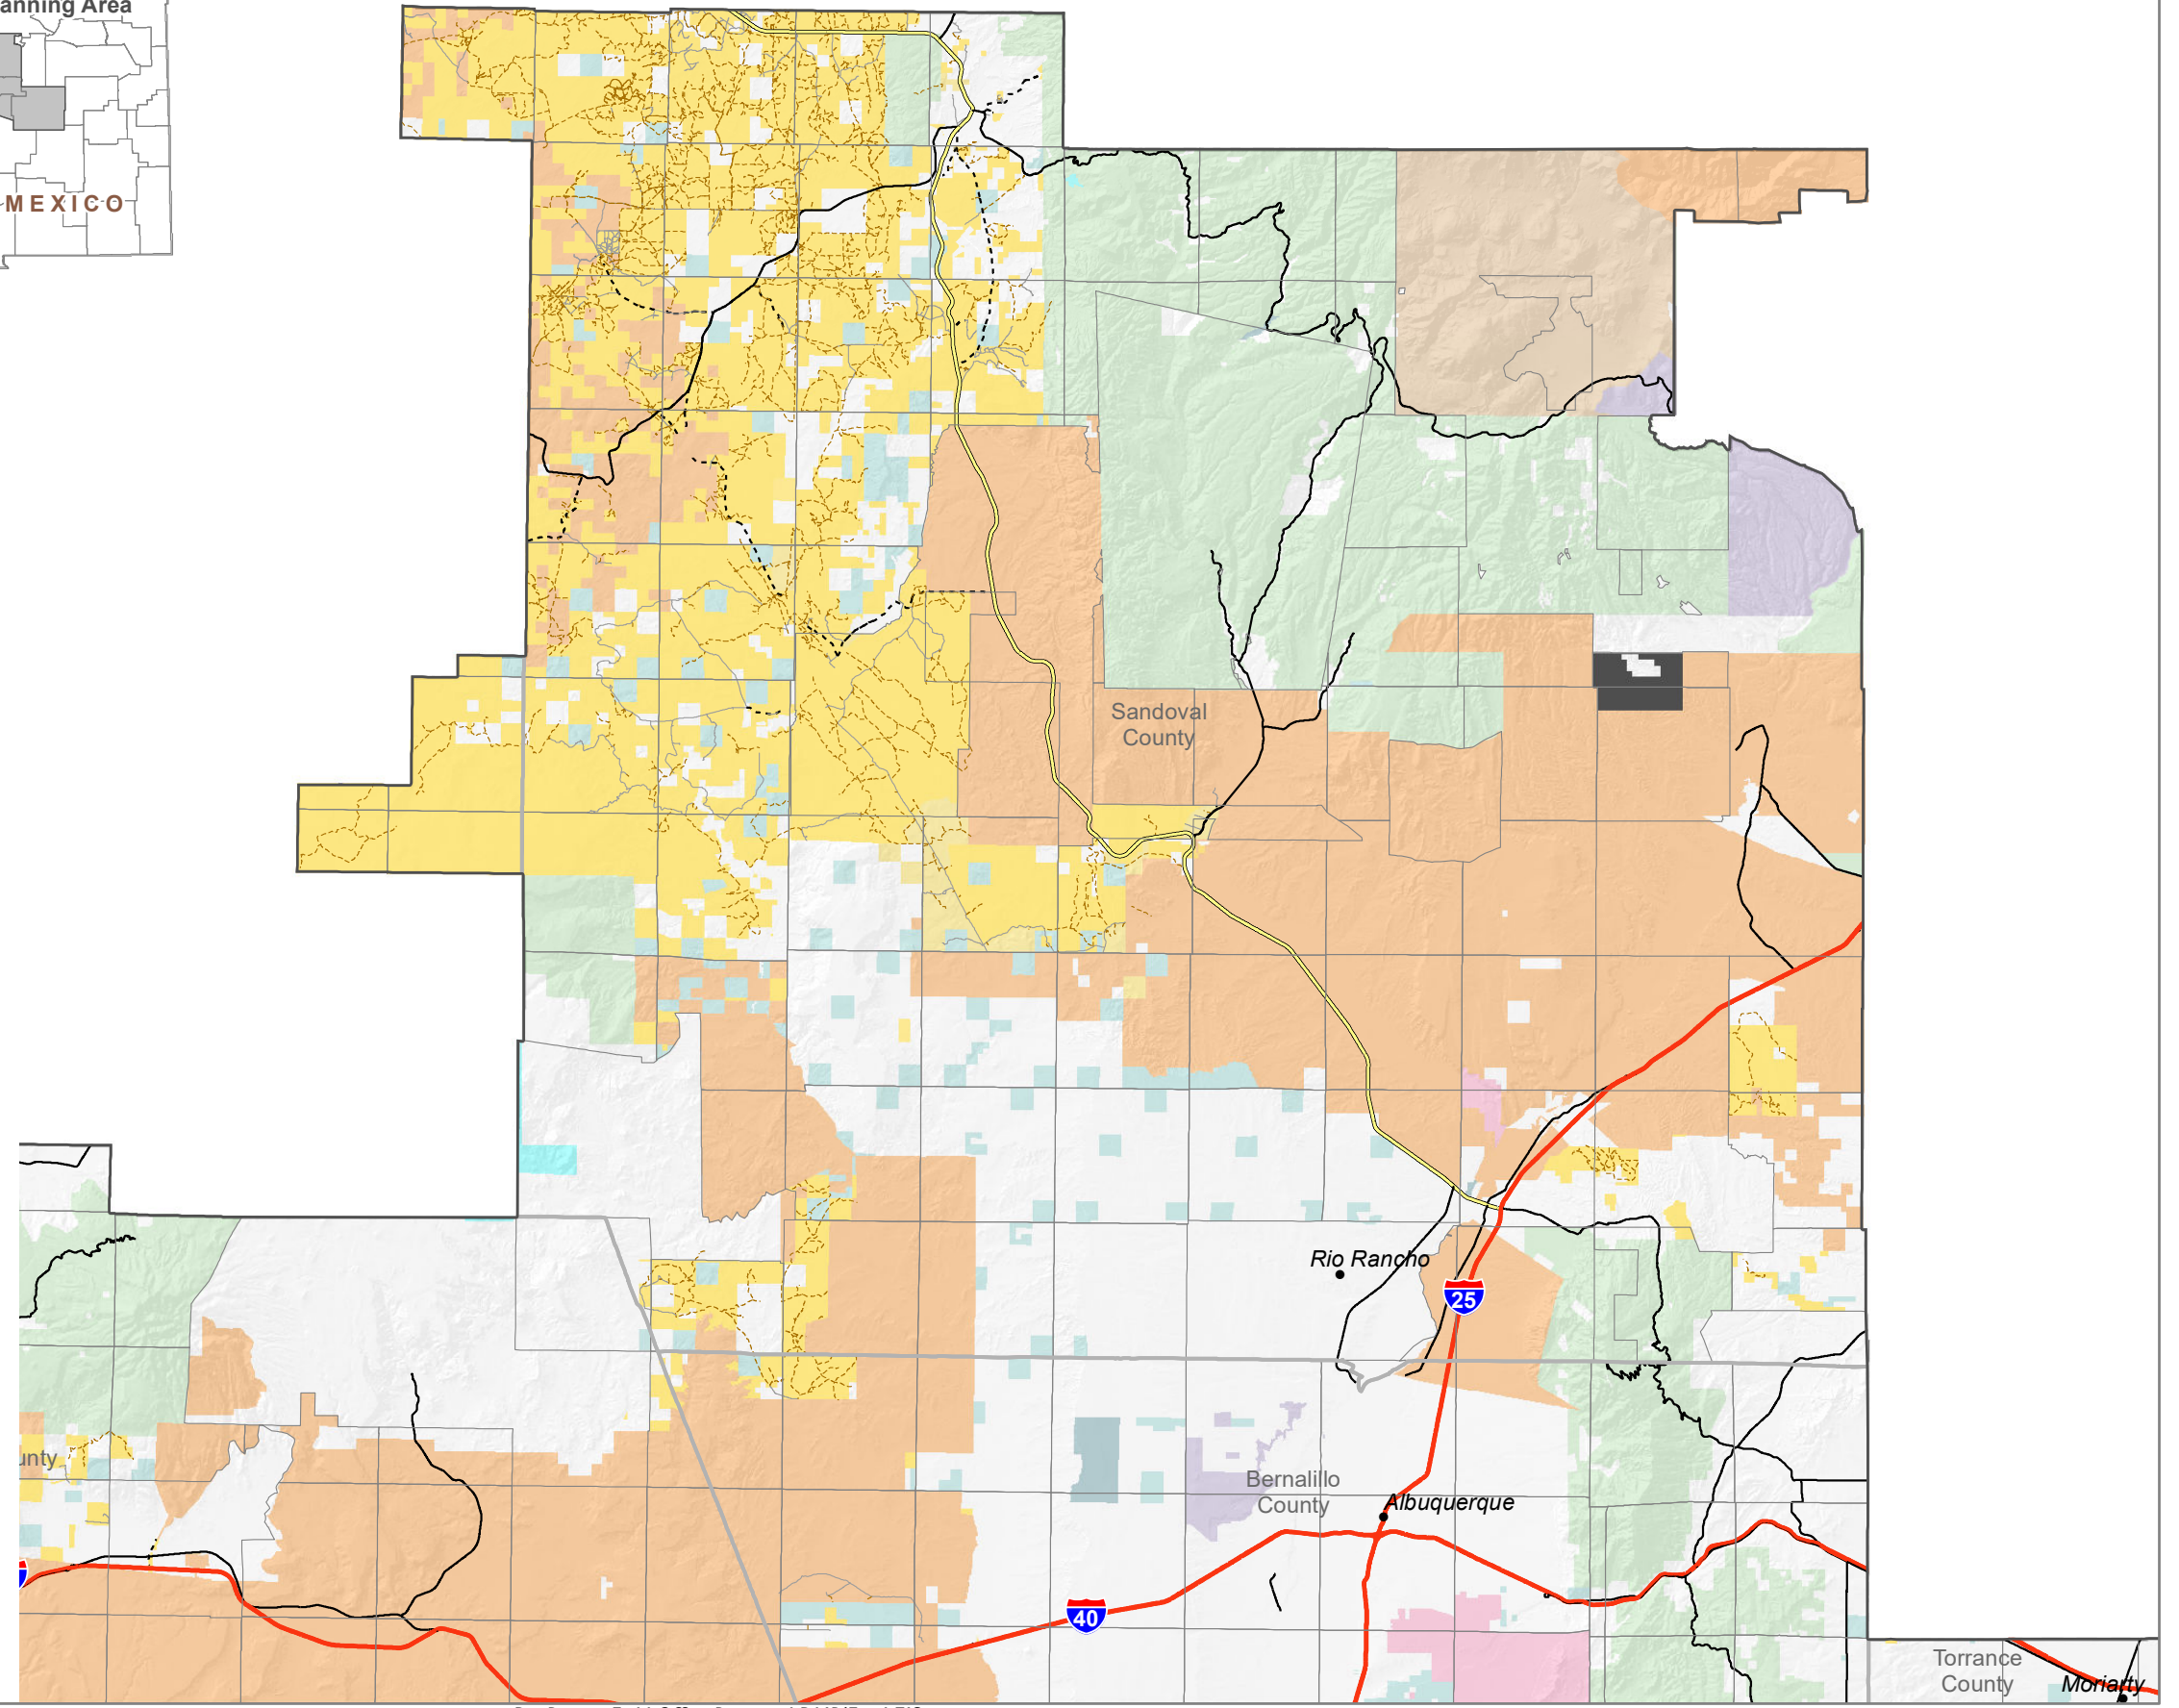 anning Area
MEXICO
Sandoval
County
Rio Rancho
25
unty
Bernalillo
County
Albuquerque
40
Torrance
County
Moriarty